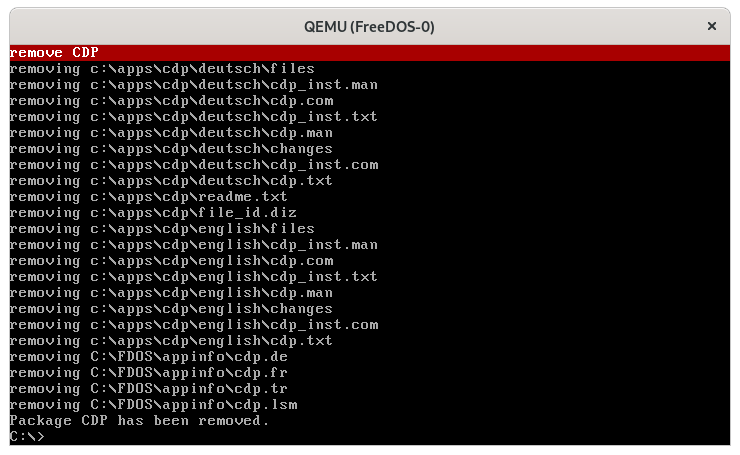 QEMU (FreeDOS-0)
×
remove CDP
removing c:\apps\cdp\deutsch\files
removing c:\apps\cdp\deutsch\cdp_inst.man
removing c:\apps\cdp\deutsch\cdp.com
removing c:\apps\cdp\deutsch\cdp_inst.txt
removing c:\apps\cdp\deutsch\cdp.man
removing c:\apps\cdp\deutsch\changes
removing c:\apps\cdp\deutsch\cdp_inst.com
removing c:\apps\cdp\deutsch\cdp.txt
removing c:\apps\cdp\readme.txt
removing c:\apps\cdp\file_id.diz
removing c:\apps\cdp\english\files
removing c:\apps\cdp\english\cdp_inst.man
removing c:\apps\cdp\english\cdp.com
removing c:\apps\cdp\english\cdp_inst.txt
removing c:\apps\cdp\english\cdp.man
removing c:\apps\cdp\english\changes
removing c:\apps\cdp\english\cdp_inst.com
removing c:\apps\cdp\english\cdp.txt
removing C:\FDOS\appinfo\cdp.de
removing C:\FDOS\appinfo\cdp.fr
removing C:\FDOS\appinfo\cdp.tr
removing C:\FDOS\appinfo\cdp.lsm
Package CDP has been removed.
C:\>